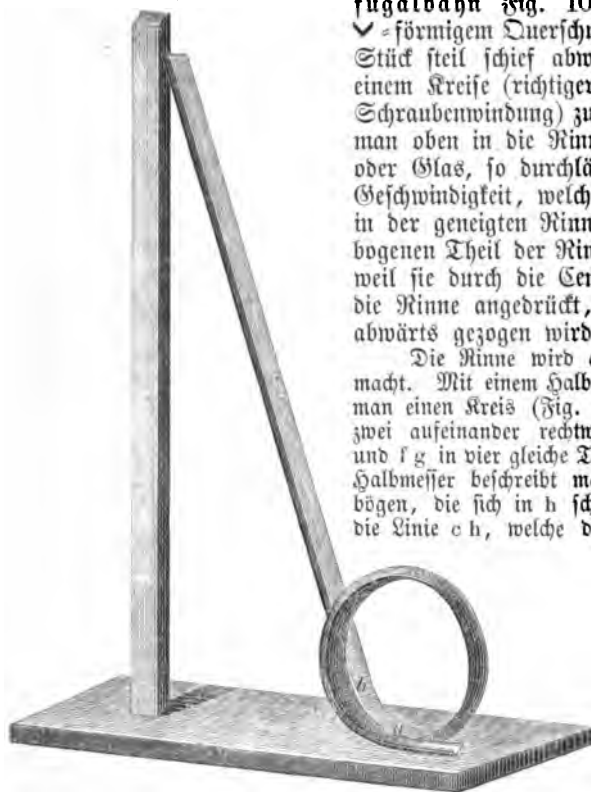 fugalbahn Fig. 10
V-förmigem Querschn
Stück steil schief abw
einem Kreise (richtiger
Schraubenwindung) zu
man oben in die Rinn
oder Glas, so durchlä
Geschwindigkeit, welch
in der geneigten Rinn
bogenen Theil der Rin
weil sie durch die Cen
die Rinne angedrückt,
abwärts gezogen wird
Die Rinne wird
macht. Mit einem Halb
man einen Kreis (Fig.
zwei aufeinander rechtw
und f g in vier gleiche T
Halbmesser beschreibt m
bögen, die sich in h sch
die Linie c h, welche d
b
a